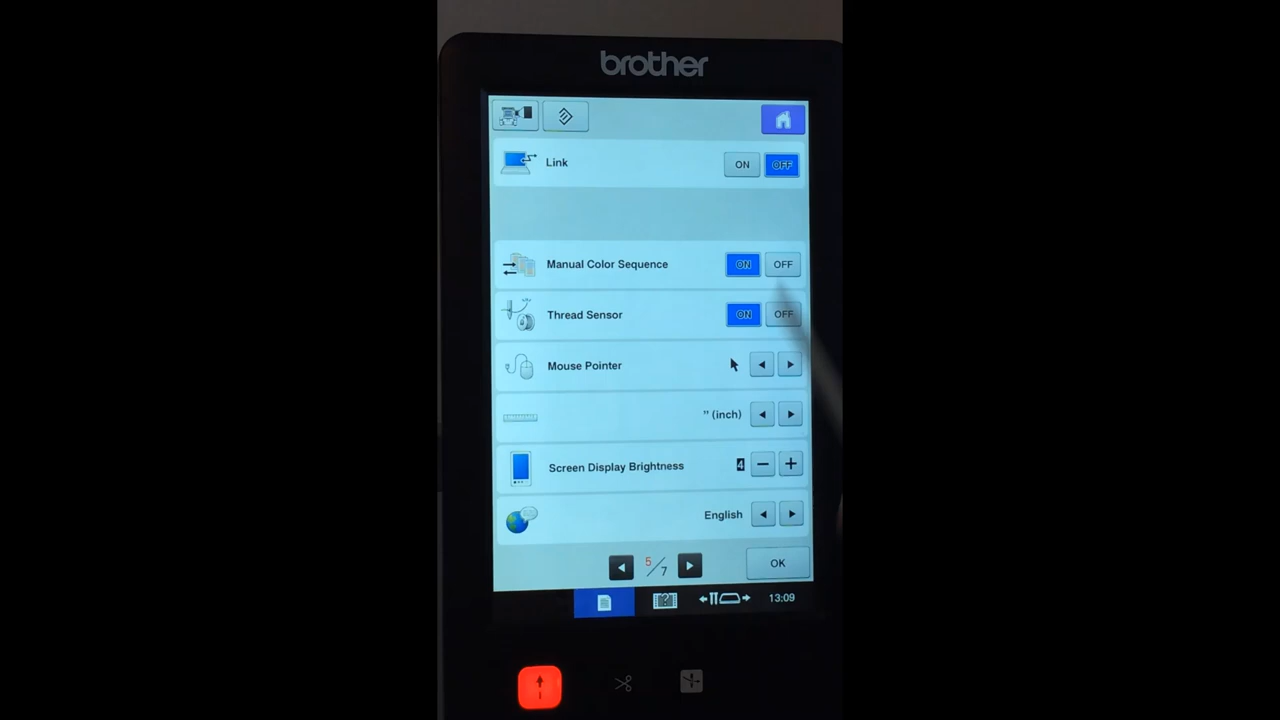 brother
Link ON OFF
Manual Color Sequence ON OFF
Thread Sensor ON OFF
Mouse Pointer
" (inch)
Screen Display Brightness 4 − +
English
5/7 OK
13:09